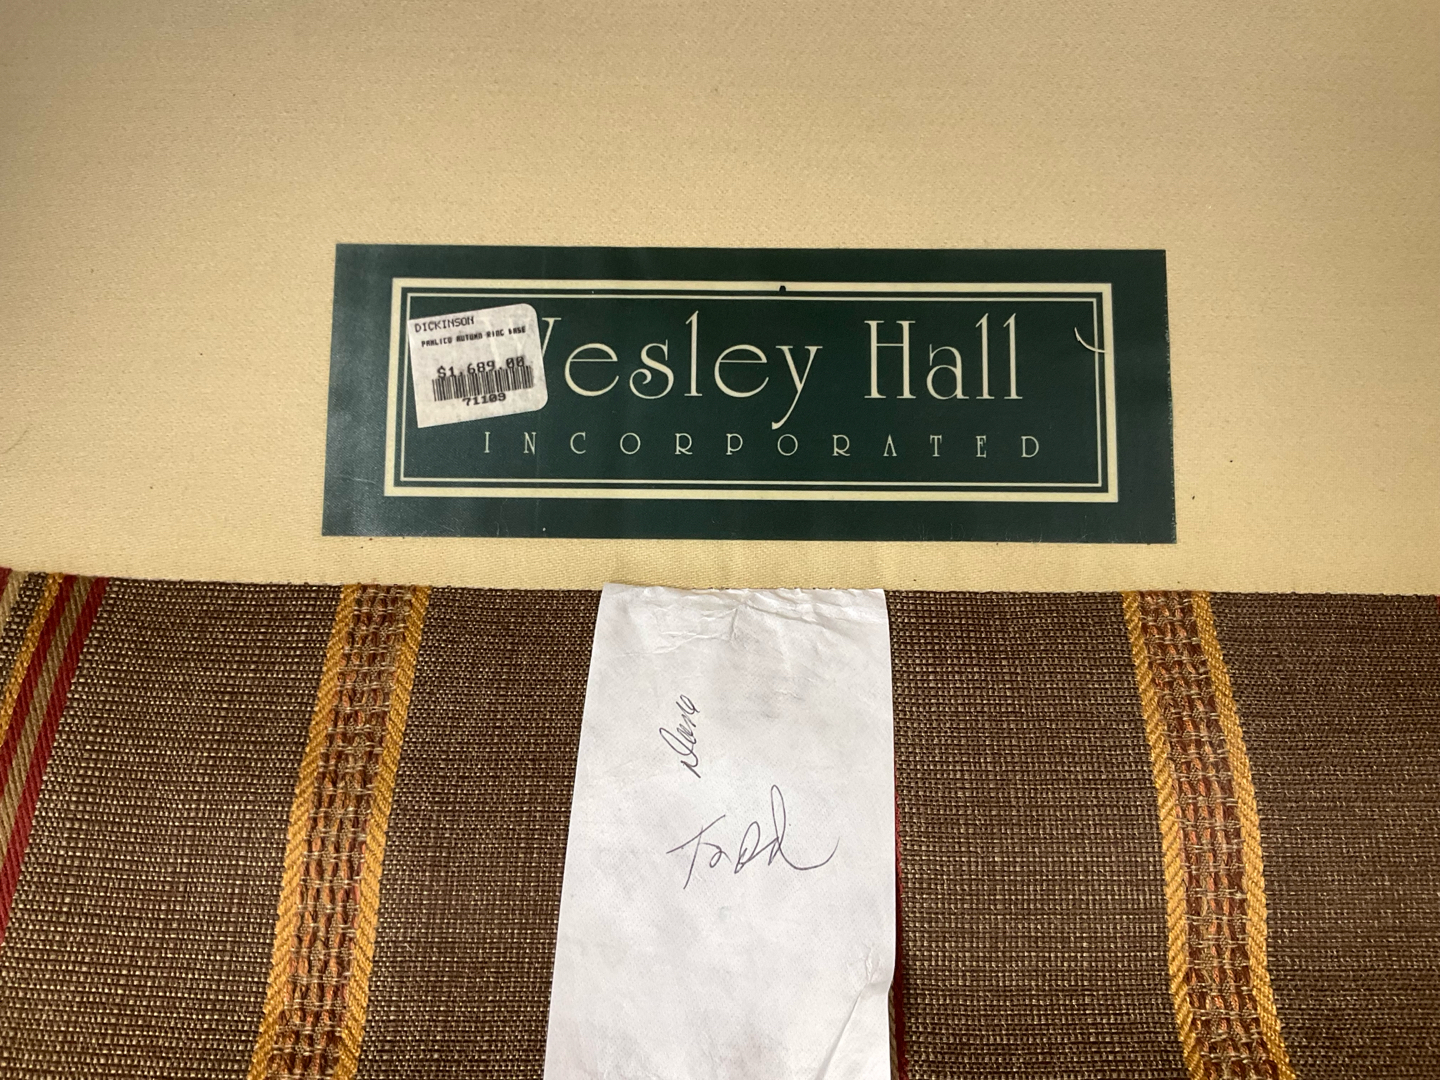 DICKINSON
$1,689.00
71109
Wesley Hall
INCORPORATED
Todd